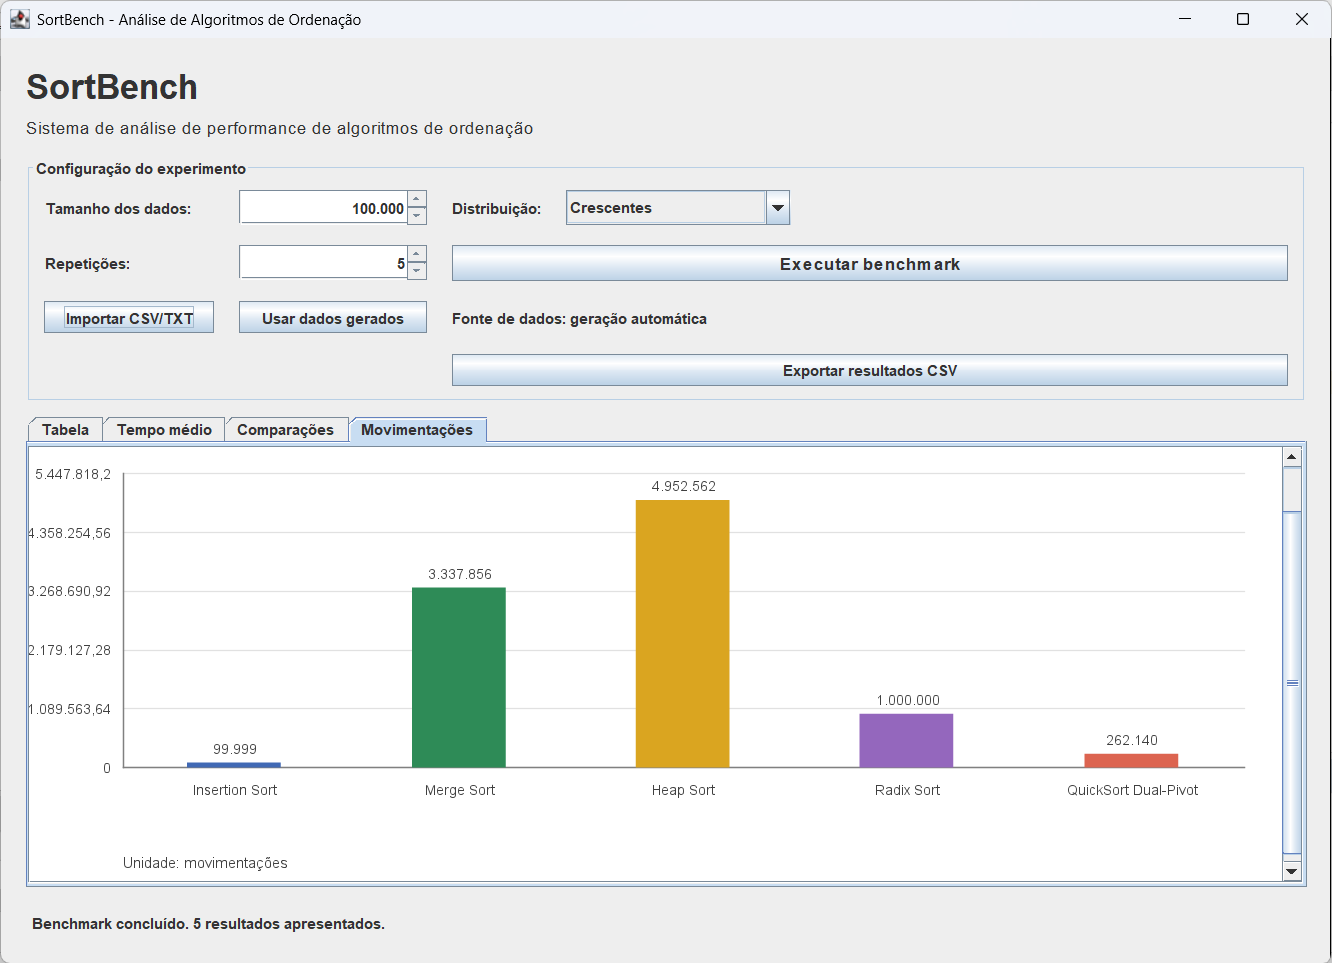 SortBench - Análise de Algoritmos de Ordenação
SortBench
Sistema de análise de performance de algoritmos de ordenação
Configuração do experimento
Tamanho dos dados: 100.000 Distribuição: Crescentes
Repetições: 5 Executar benchmark
Importar CSV/TXT Usar dados gerados Fonte de dados: geração automática
Exportar resultados CSV
Tabela Tempo médio Comparações Movimentações
5.447.818,2
4.952.562
4.358.254,56
3.337.856
3.268.690,92
2.179.127,28
1.000.000
1.089.563,64
262.140
99.999
0
Insertion Sort Merge Sort Heap Sort Radix Sort QuickSort Dual-Pivot
Unidade: movimentações
Benchmark concluído. 5 resultados apresentados.